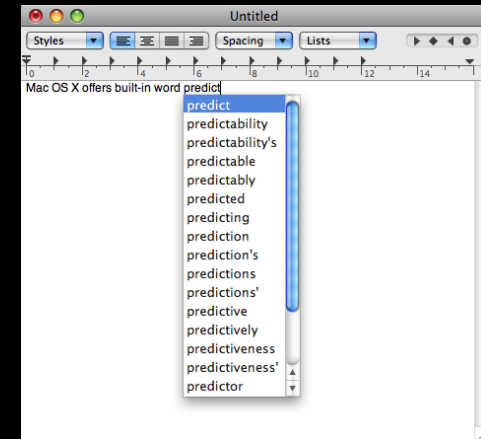 Untitled
Styles Spacing Lists
0 2 4 6 8 10 12 14
Mac OS X offers built-in word predict
predict
predictability
predictability's
predictable
predictably
predicted
predicting
prediction
prediction's
predictions
predictions'
predictive
predictively
predictiveness
predictiveness'
predictor